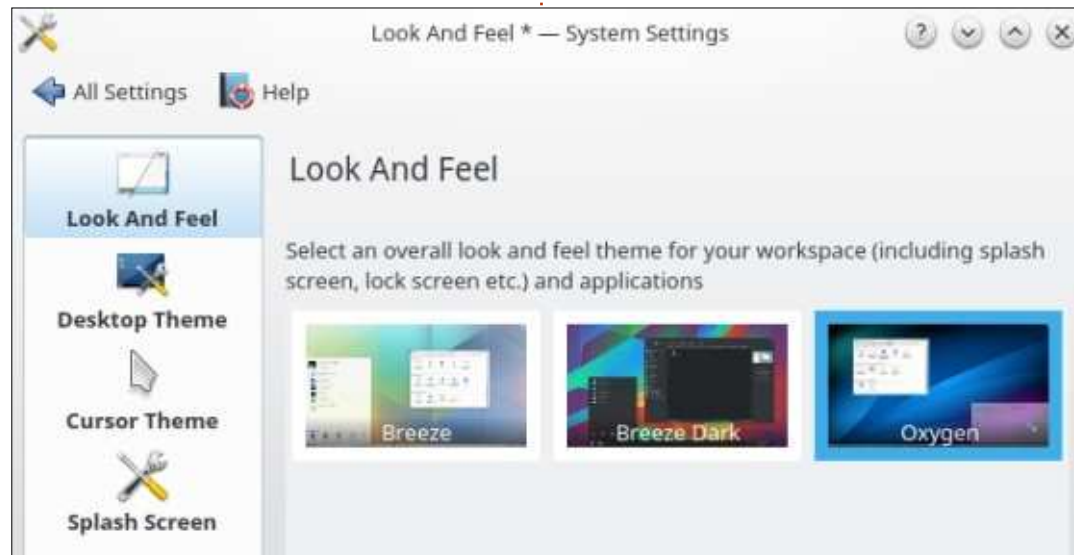 Look And Feel * — System Settings
All Settings Help
Look And Feel
Desktop Theme
Cursor Theme
Splash Screen
Look And Feel
Select an overall look and feel theme for your workspace (including splash
screen, lock screen etc.) and applications
Breeze
Breeze Dark
Oxygen